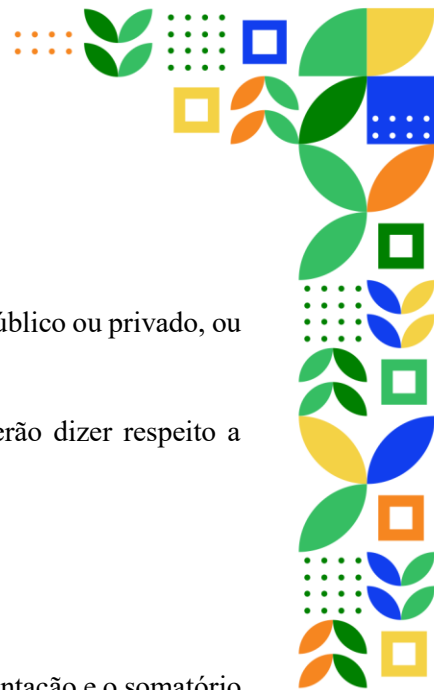 úblico ou privado, ou
erão dizer respeito a
ntação e o somatório